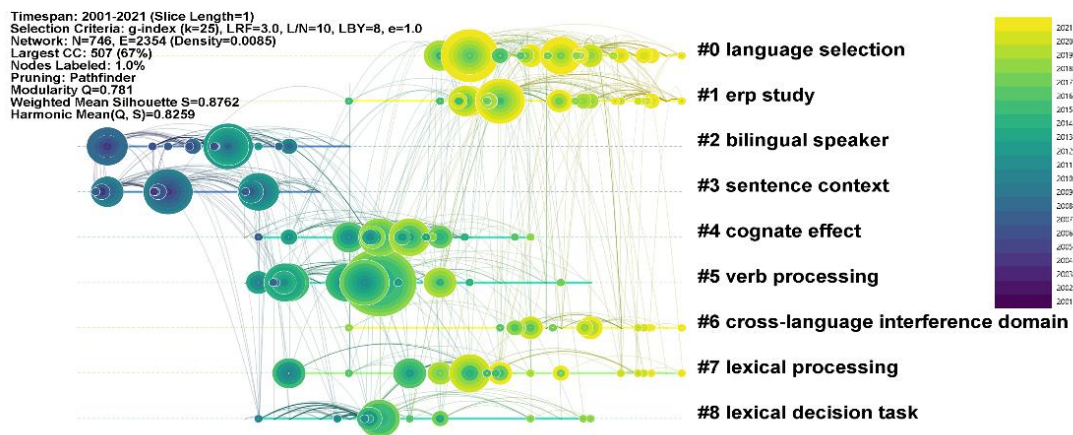 Timespan: 2001-2021 (Slice Length=1)
Selection Criteria: g-index (k=25), LRF=3.0, L/N=10, LBY=8, e=1.0
Network: N=746, E=2354 (Density=0.0085)
Largest CC: 507 (67%)
Nodes Labeled: 1.0%
Pruning: Pathfinder
Modularity Q=0.781
Weighted Mean Silhouette S=0.8762
Harmonic Mean(Q, S)=0.8259
#0 language selection
#1 erp study
#2 bilingual speaker
#3 sentence context
#4 cognate effect
#5 verb processing
#6 cross-language interference domain
#7 lexical processing
#8 lexical decision task
2021
2020
2019
2018
2017
2016
2015
2014
2013
2012
2011
2010
2009
2008
2007
2006
2005
2004
2003
2002
2001